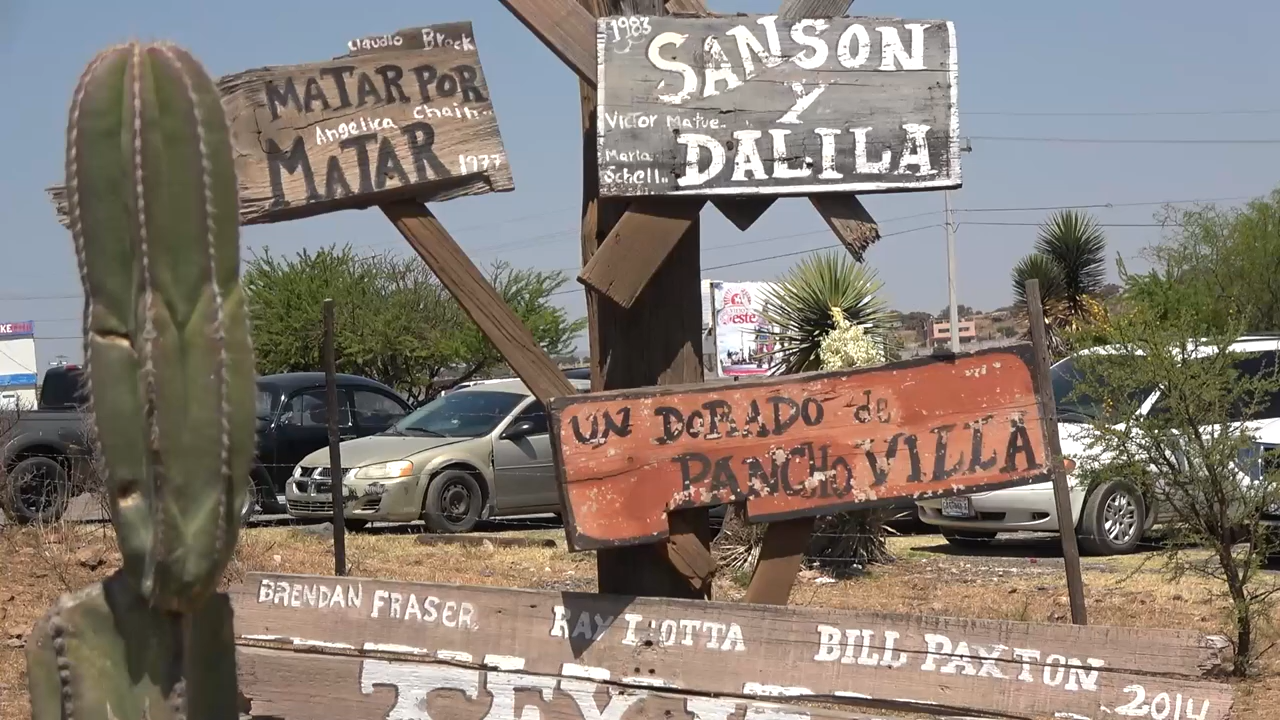 Claudio Brock
MATAR POR
Angelica Chain..
MATAR
1977
1983
SANSON
Y
Victor Matue..
DALILA
Maria
Schell..
UN DORADO de
PANCHO VILLA
BRENDAN FRASER
RAY LIOTTA
BILL PAXTON
2014